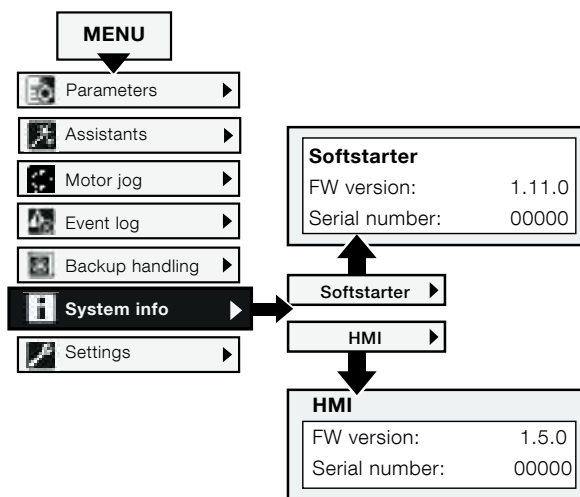 MENU
Parameters
Assistants
Motor jog
Event log
Backup handling
System info
Settings
Softstarter
FW version: 1.11.0
Serial number: 00000
Softstarter
HMI
HMI
FW version: 1.5.0
Serial number: 00000